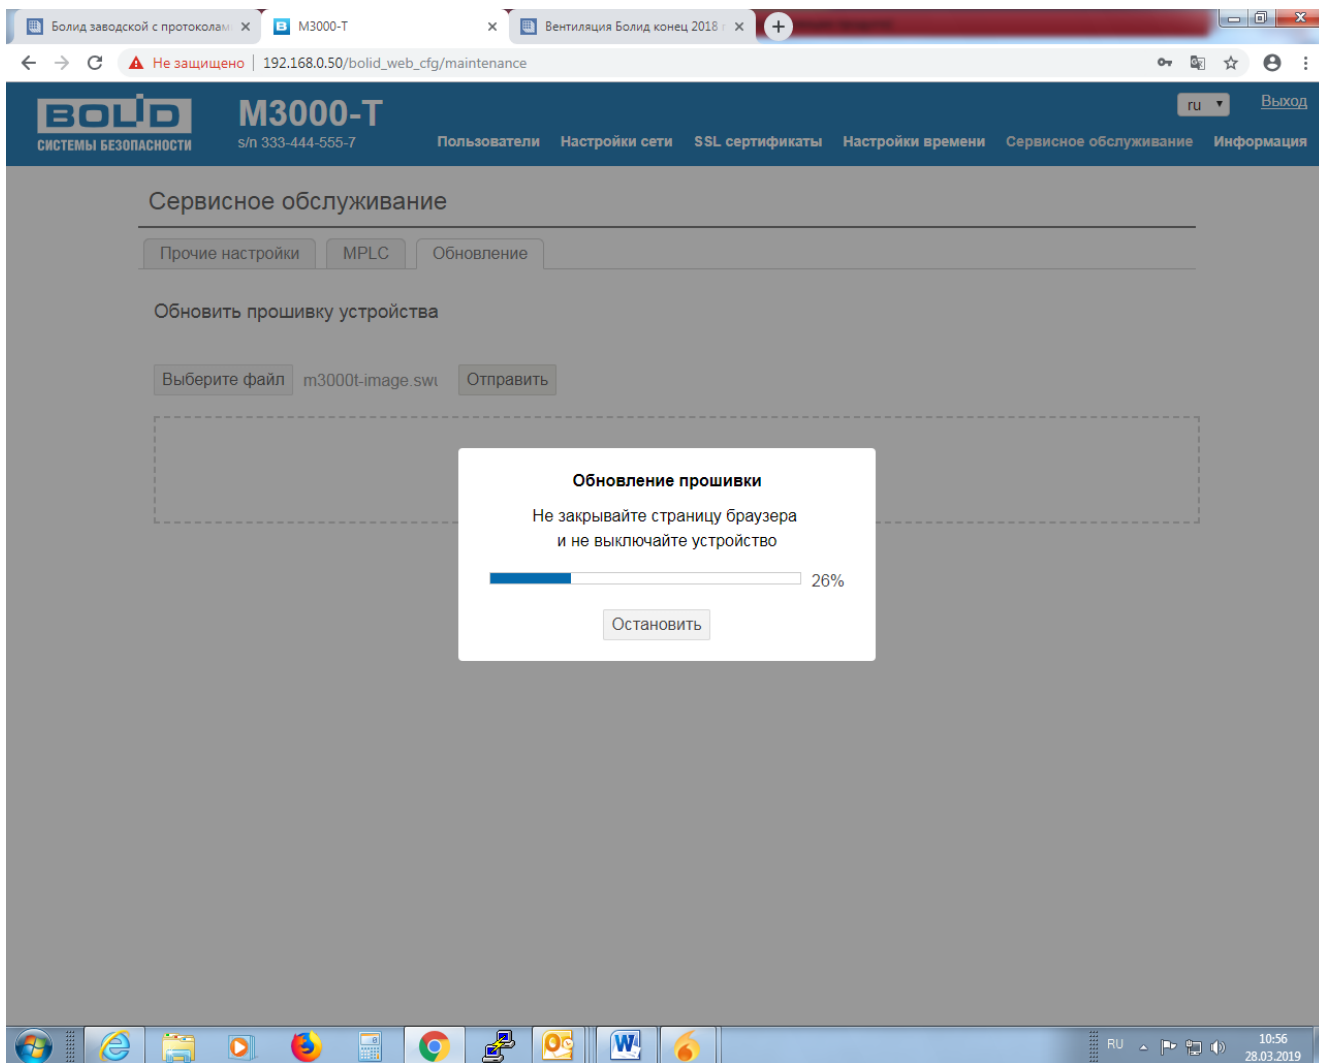 Болид заводской с протоколам
М3000-Т
Вентиляция Болид конец 2018 г
Не защищено | 192.168.0.50/bolid_web_cfg/maintenance
BOLID
СИСТЕМЫ БЕЗОПАСНОСТИ
М3000-Т
s/n 333-444-555-7
ru
Выход
Пользователи Настройки сети SSL сертификаты Настройки времени Сервисное обслуживание Информация
Сервисное обслуживание
Прочие настройки MPLC Обновление
Обновить прошивку устройства
Выберите файл m3000t-image.swu Отправить
Обновление прошивки
Не закрывайте страницу браузера
и не выключайте устройство
26%
Остановить
RU
10:56
28.03.2019